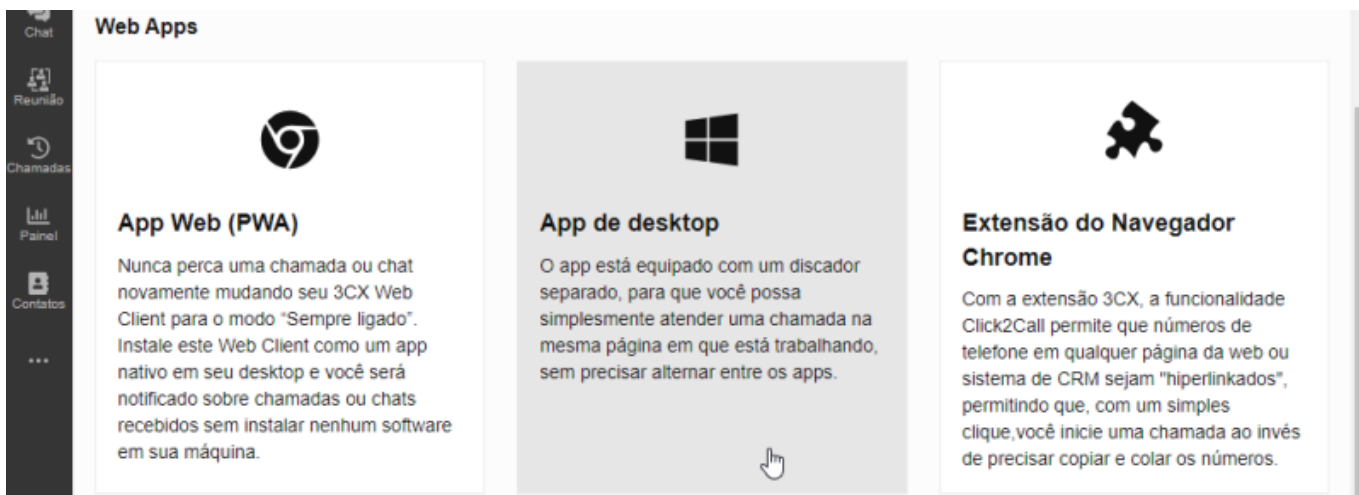 Chat
Reunião
Chamadas
Painel
Contatos
Web Apps
App Web (PWA)
Nunca perca uma chamada ou chat
novamente mudando seu 3CX Web
Client para o modo “Sempre ligado”.
Instale este Web Client como um app
nativo em seu desktop e você será
notificado sobre chamadas ou chats
recebidos sem instalar nenhum software
em sua máquina.
App de desktop
O app está equipado com um discador
separado, para que você possa
simplesmente atender uma chamada na
mesma página em que está trabalhando,
sem precisar alternar entre os apps.
Extensão do Navegador
Chrome
Com a extensão 3CX, a funcionalidade
Click2Call permite que números de
telefone em qualquer página da web ou
sistema de CRM sejam "hiperlinkados",
permitindo que, com um simples
clique,você inicie uma chamada ao invés
de precisar copiar e colar os números.